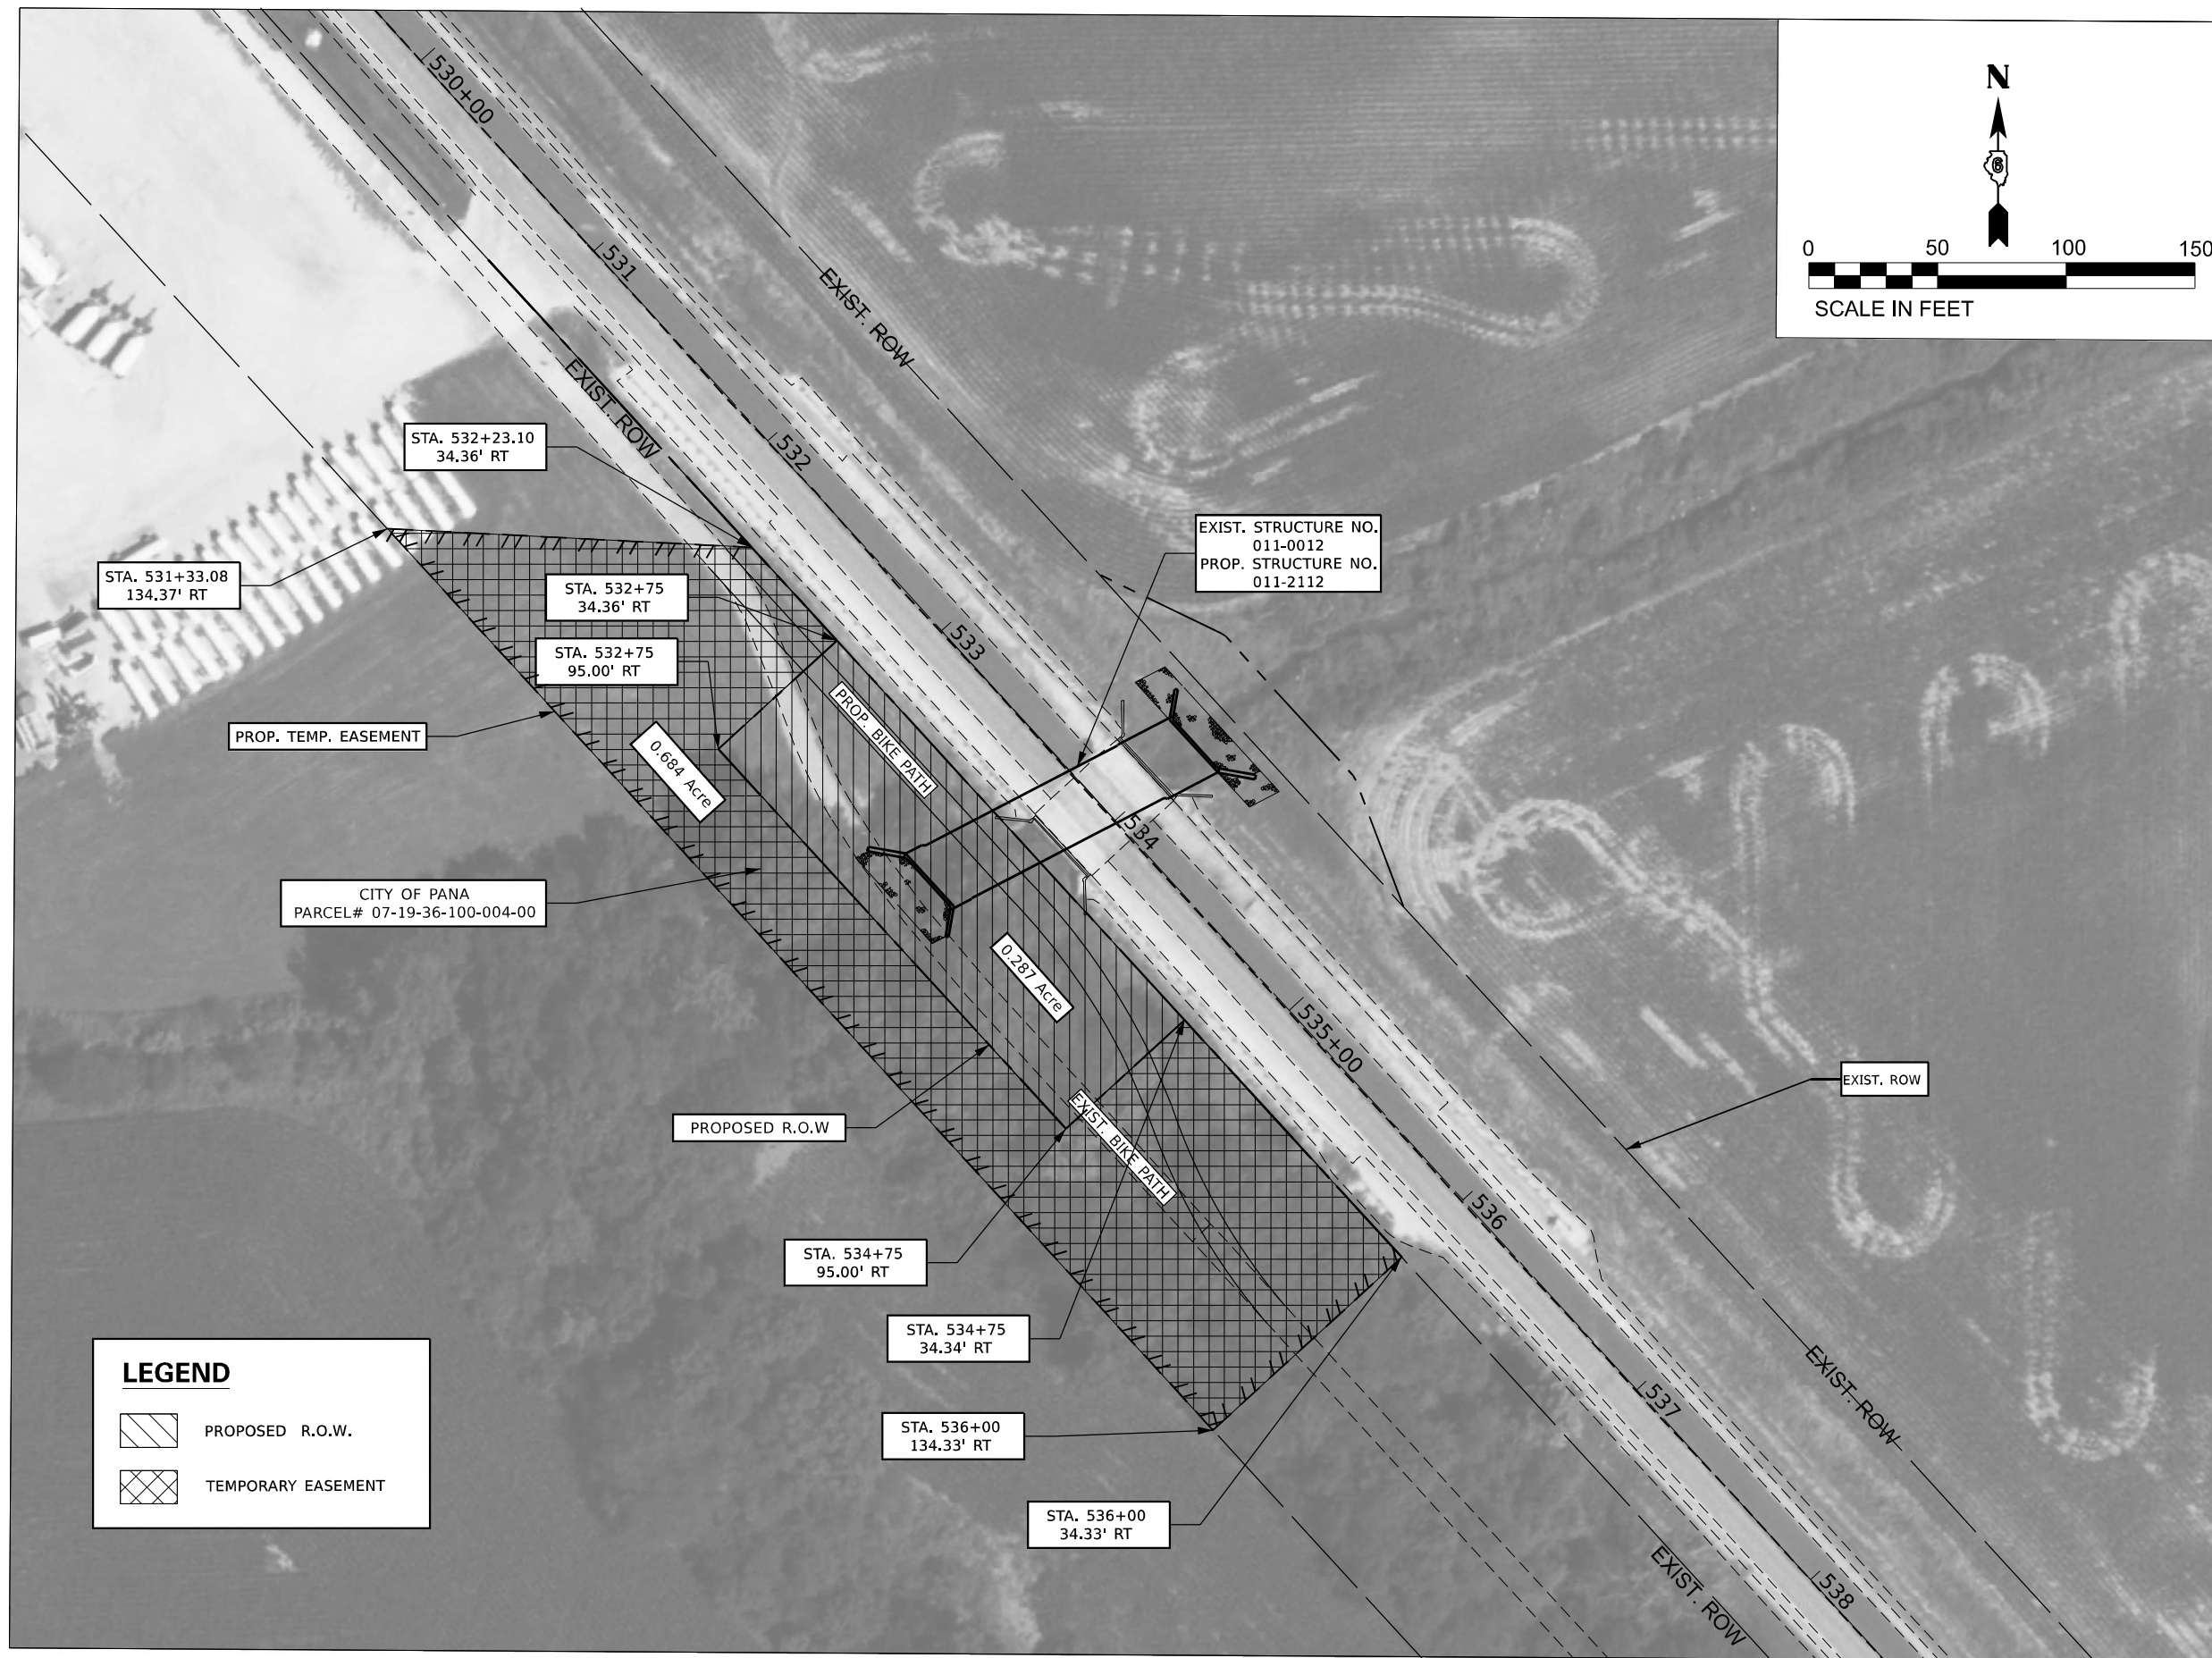 530+00
531
532
533
534
535+00
536
537
538
EXIST. ROW
EXIST. ROW
N
6
0 50 100 150
SCALE IN FEET
STA. 532+23.10
34.36' RT
STA. 531+33.08
134.37' RT
STA. 532+75
34.36' RT
STA. 532+75
95.00' RT
EXIST. STRUCTURE NO.
011-0012
PROP. STRUCTURE NO.
011-2112
PROP. TEMP. EASEMENT
PROP. BIKE PATH
0.684 Acre
CITY OF PANA
PARCEL# 07-19-36-100-004-00
0.287 Acre
EXIST. ROW
PROPOSED R.O.W
EXIST. BIKE PATH
STA. 534+75
95.00' RT
STA. 534+75
34.34' RT
STA. 536+00
134.33' RT
STA. 536+00
34.33' RT
EXIST. ROW
EXIST. ROW
LEGEND
PROPOSED R.O.W.
TEMPORARY EASEMENT